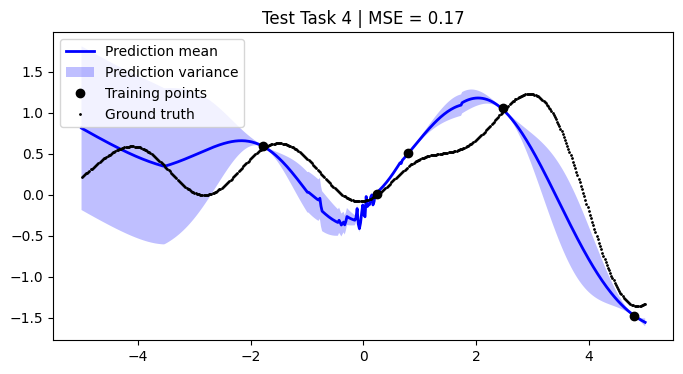 Test Task 4 | MSE = 0.17
Prediction mean
Prediction variance
Training points
Ground truth
1.5
1.0
0.5
0.0
−0.5
−1.0
−1.5
−4 −2 0 2 4